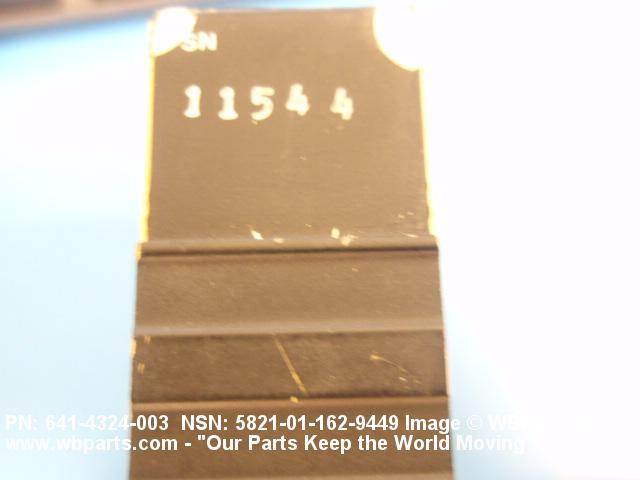 SN
11544
PN: 641-4324-003 NSN: 5821-01-162-9449 Image ©
www.wbparts.com - "Our Parts Keep the World Moving"